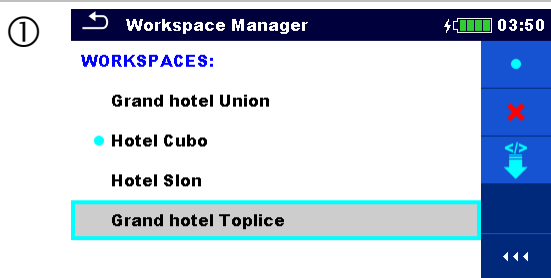 ①
Workspace Manager 03:50
WORKSPACES:
Grand hotel Union
Hotel Cubo
Hotel Slon
</>
Grand hotel Toplice